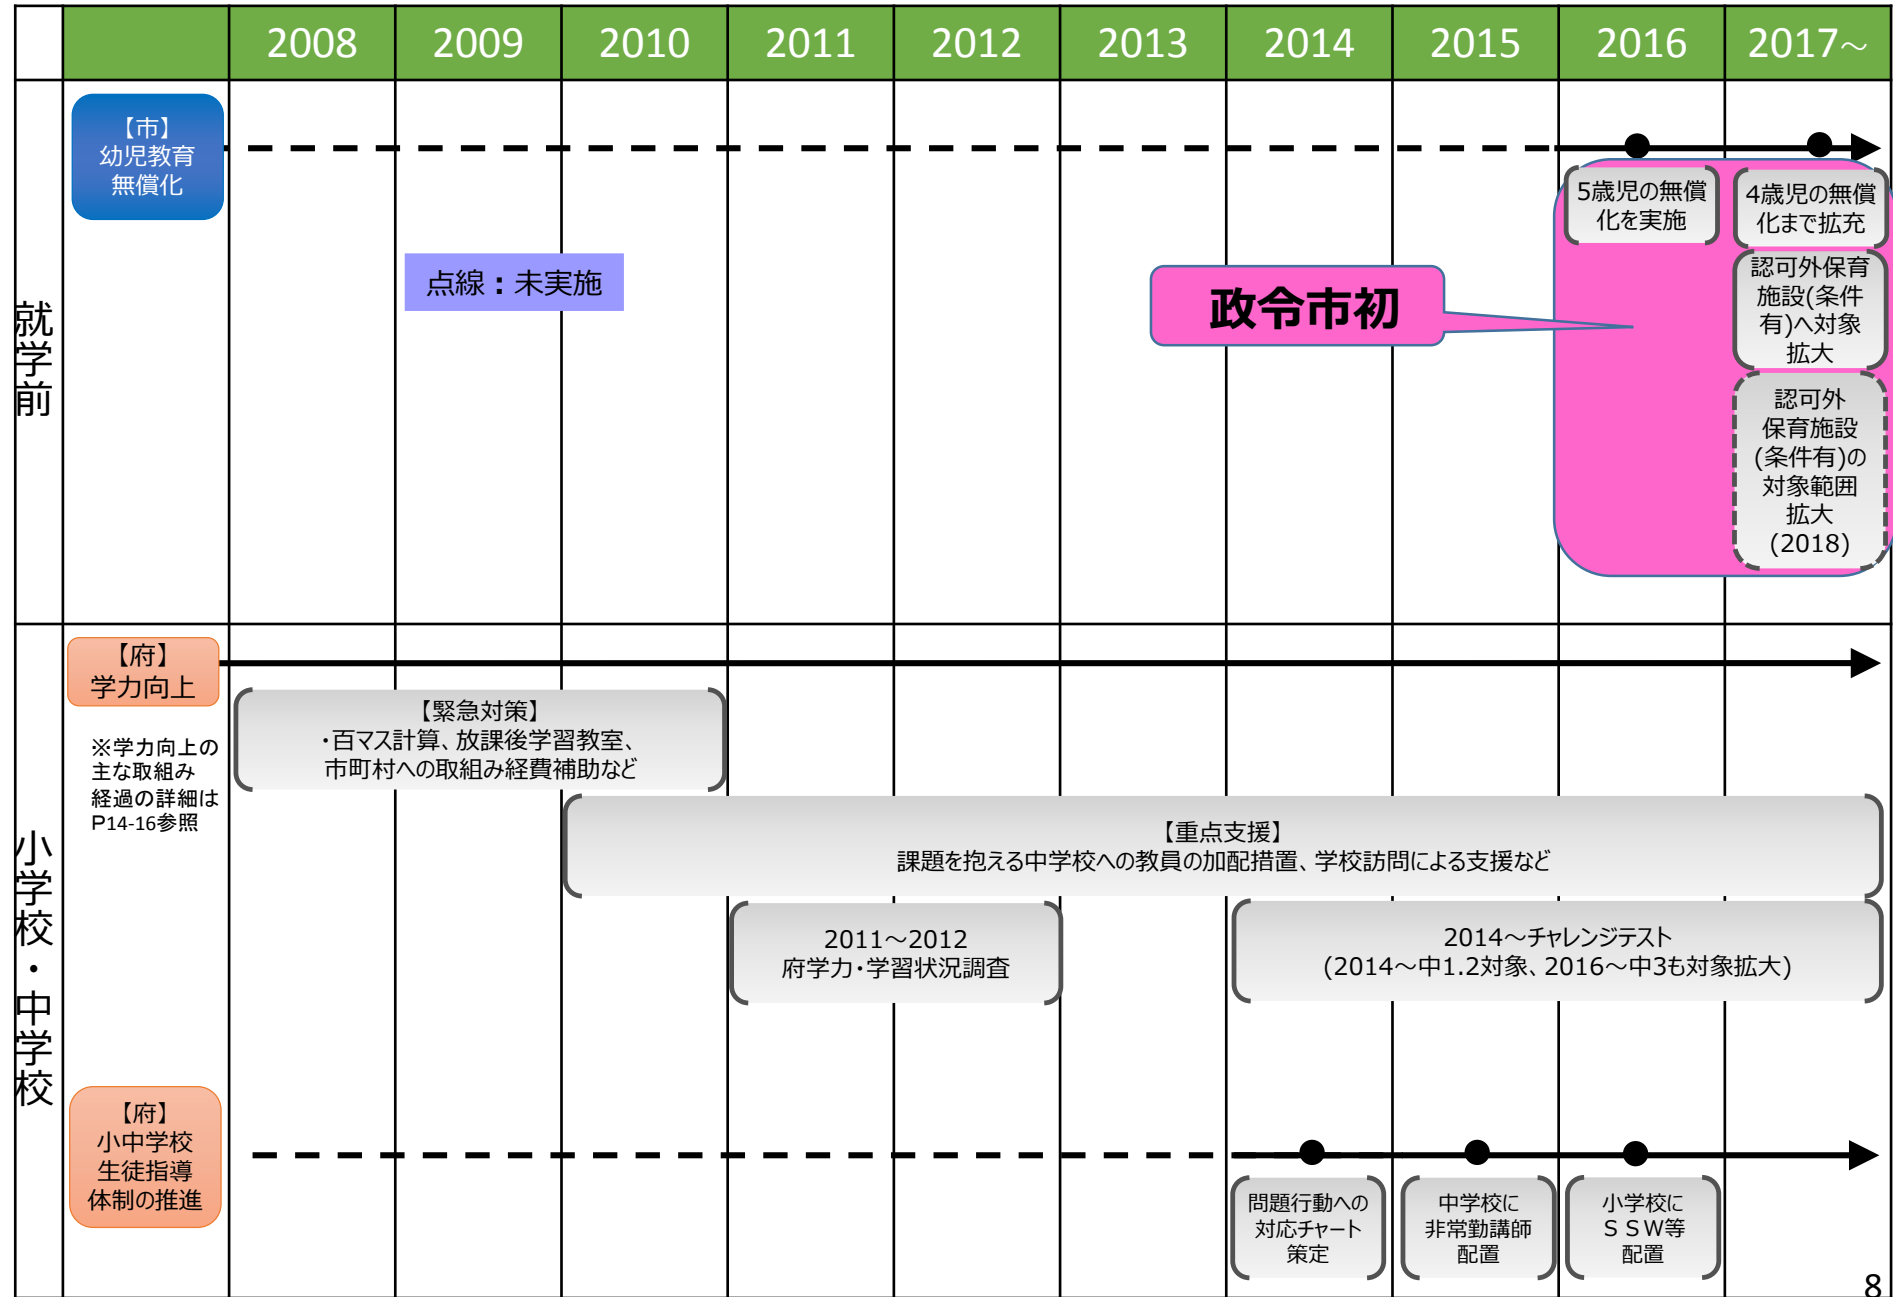 2008 2009 2010 2011 2012 2013 2014 2015 2016 2017～
就学前
【市】
幼児教育
無償化
点線：未実施
政令市初
5歳児の無償
化を実施
4歳児の無償
化まで拡充
認可外保育
施設(条件
有)へ対象
拡大
認可外
保育施設
(条件有)の
対象範囲
拡大
(2018)
小学校・中学校
【府】
学力向上
※学力向上の
主な取組み
経過の詳細は
P14-16参照
【緊急対策】
・百マス計算、放課後学習教室、
市町村への取組み経費補助など
【重点支援】
課題を抱える中学校への教員の加配措置、学校訪問による支援など
2011～2012
府学力・学習状況調査
2014～チャレンジテスト
(2014～中1.2対象、2016～中3も対象拡大)
【府】
小中学校
生徒指導
体制の推進
問題行動への
対応チャート
策定
中学校に
非常勤講師
配置
小学校に
ＳＳＷ等
配置
8